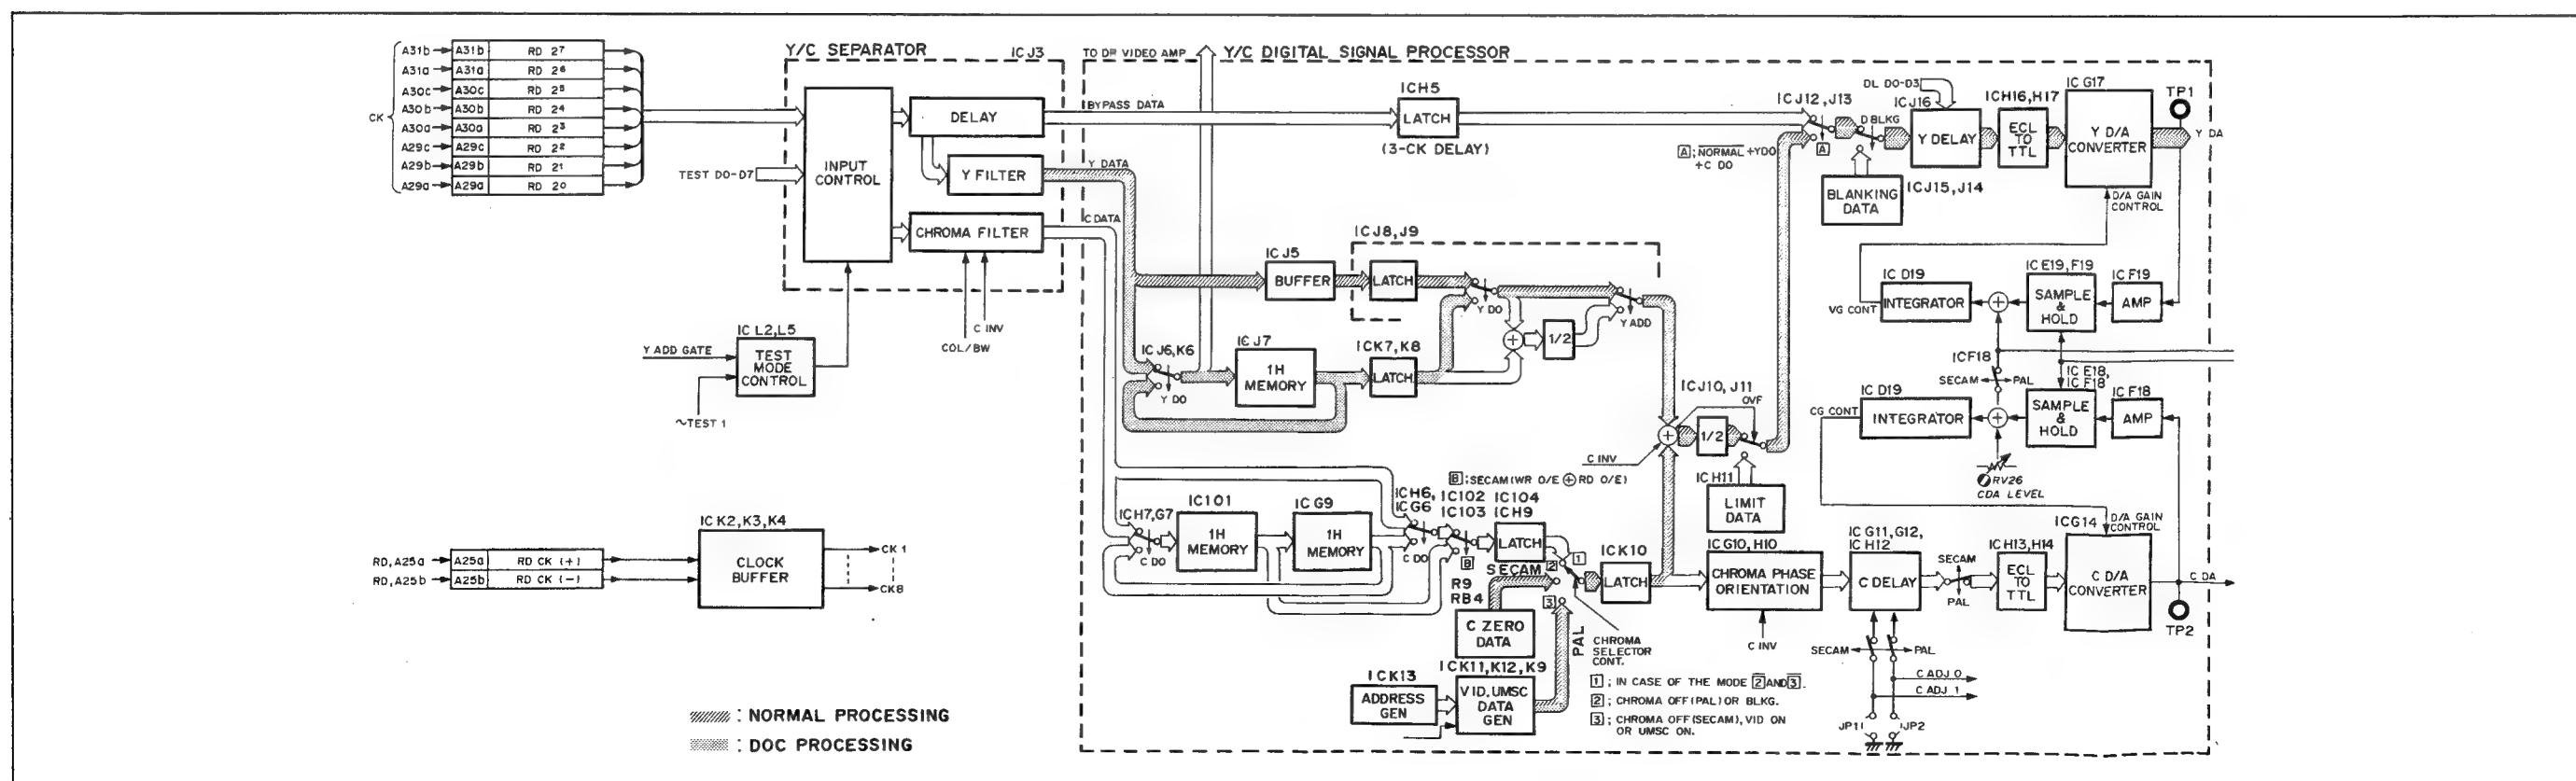 CK
A31b A31b RD 2⁷
A31a A31a RD 2⁶
A30c A30c RD 2⁵
A30b A30b RD 24
A30a A30a RD 2³
A29c A29c RD 2²
A29b A29b RD 21
A29a A29a RD 20
TEST D0-D7
Y/C SEPARATOR
IC J3
INPUT
CONTROL
DELAY
Y FILTER
CHROMA FILTER
C INV
COL/BW
Y ADD GATE
IC L2, L5
TEST
MODE
CONTROL
~TEST 1
RD, A25a A25a RD CK (+)
RD, A25b A25b RD CK (-)
IC K2, K3, K4
CLOCK
BUFFER
CK 1
CK8
: NORMAL PROCESSING
: DOC PROCESSING
TO DR VIDEO AMP
Y/C DIGITAL SIGNAL PROCESSOR
BYPASS DATA
Y DATA
C DATA
ICH5
LATCH
(3-CK DELAY)
IC J5
BUFFER
IC J8, J9
LATCH
Y DO
Y ADD
1/2
IC J6, K6
Y DO
IC J7
1H
MEMORY
ICK7, K8
LATCH
ICH7, G7
C DO
IC101
1H
MEMORY
IC G9
1H
MEMORY
ICH6,
ICG6
C DO
IC102
IC103
B
B; SECAM (WR O/E ⊕ RD O/E)
IC104
ICH9
LATCH
SECAM
R9
RB4
C ZERO
DATA
1
2
3
PAL
CHROMA
SELECTOR
CONT.
ICK13
ADDRESS
GEN
ICK11, K12, K9
VID, UMSC
DATA
GEN
1; IN CASE OF THE MODE 2 AND 3.
2; CHROMA OFF (PAL) OR BLKG.
3; CHROMA OFF (SECAM), VID ON
OR UMSC ON.
ICK10
LATCH
C INV
ICJ10, J11
OVF
1/2
IC H11
LIMIT
DATA
IC G10, H10
CHROMA PHASE
ORIENTATION
C INV
IC G11, G12,
IC H12
C DELAY
SECAM
PAL
SECAM PAL
C ADJ 0
C ADJ 1
JP1 JP2
ICH13, H14
ECL
TO
TTL
ICG14
D/A GAIN
CONTROL
C D/A
CONVERTER
C DA
TP2
ICJ12, J13
A
A; NORMAL + YDO
+ C DO
D BLKG
BLANKING
DATA
ICJ15, J14
DL D0-D3
ICJ16
Y DELAY
ICH16, H17
ECL
TO
TTL
IC G17
Y D/A
CONVERTER
TP1
Y DA
D/A GAIN
CONTROL
VG CONT
IC D19
INTEGRATOR
IC E19, F19
SAMPLE
&
HOLD
IC F19
AMP
ICF18
SECAM PAL
CG CONT
IC D19
INTEGRATOR
IC E18,
IC F18
SAMPLE
&
HOLD
IC F18
AMP
RV26
CDA LEVEL